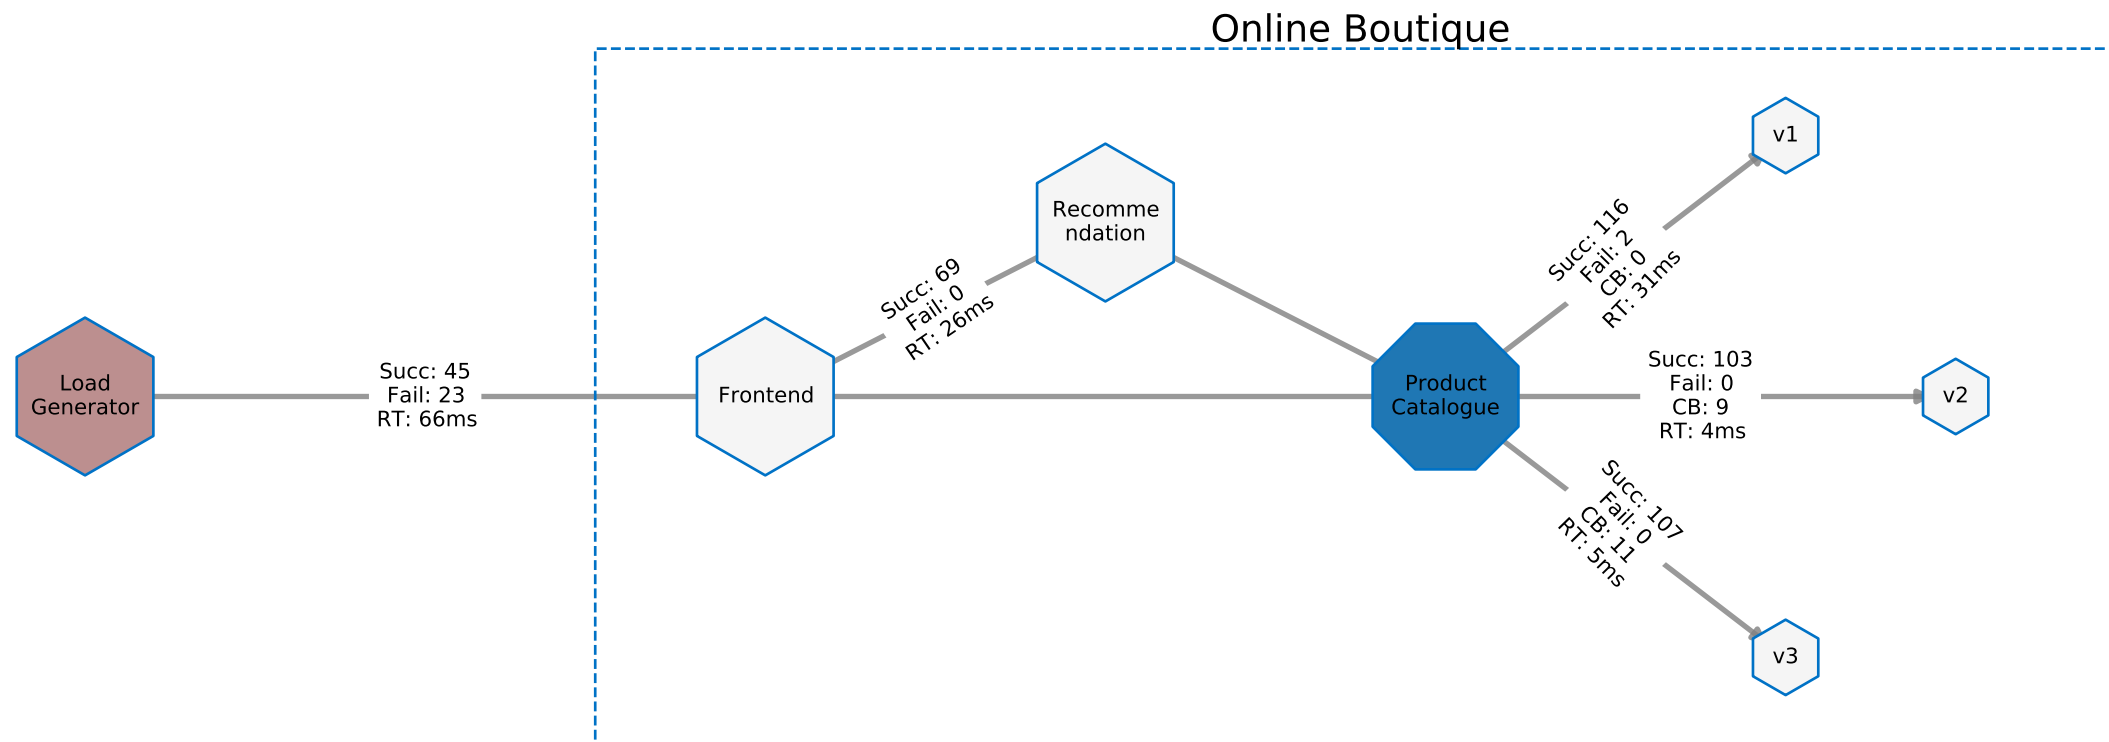 Online Boutique
v1
Recomme
ndation
Succ: 116
Fail: 2
CB: 0
RT: 31ms
Succ: 69
Fail: 0
RT: 26ms
Load
Generator
Succ: 45
Fail: 23
RT: 66ms
Frontend
Product
Catalogue
Succ: 103
Fail: 0
CB: 9
RT: 4ms
v2
Succ: 107
Fail: 0
CB: 11
RT: 5ms
v3